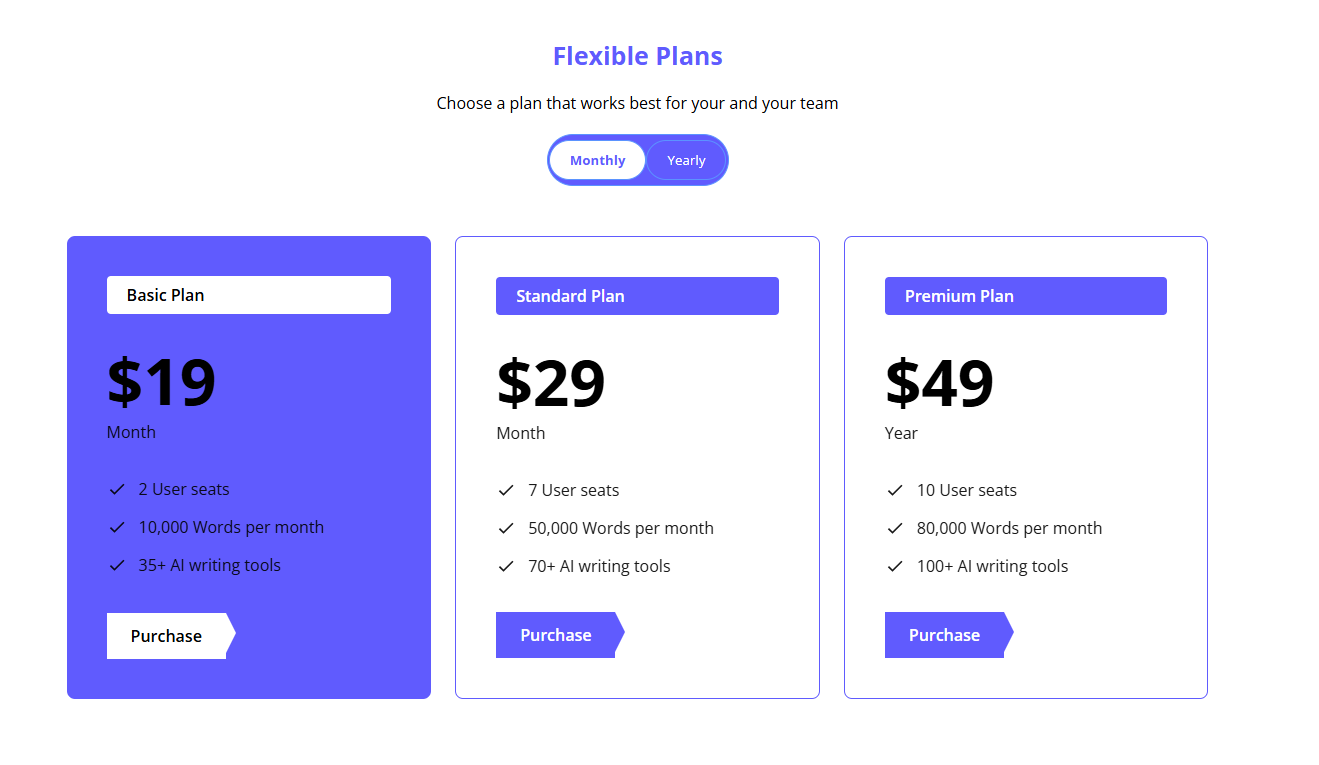 Flexible Plans
Choose a plan that works best for your and your team
Monthly Yearly
Basic Plan
$19
Month
2 User seats
10,000 Words per month
35+ AI writing tools
Purchase
Standard Plan
$29
Month
7 User seats
50,000 Words per month
70+ AI writing tools
Purchase
Premium Plan
$49
Year
10 User seats
80,000 Words per month
100+ AI writing tools
Purchase